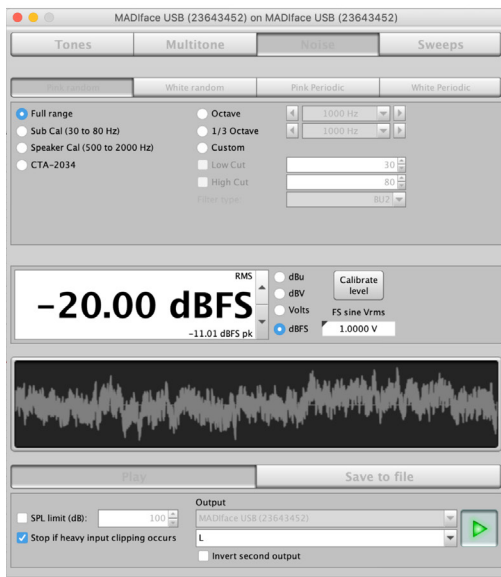 MADIface USB (23643452) on MADIface USB (23643452)
Tones Multitone Noise Sweeps
Pink random White random Pink Periodic White Periodic
Full range Octave 1000 Hz
Sub Cal (30 to 80 Hz) 1/3 Octave 1000 Hz
Speaker Cal (500 to 2000 Hz) Custom
CTA-2034 Low Cut 30
High Cut 80
Filter type: BU2
RMS
-20.00 dBFS
-11.01 dBFS pk
dBu
dBV
Volts
dBFS
Calibrate
level
FS sine Vrms
1.0000 V
Play Save to file
Output
SPL limit (dB): 100 MADIface USB (23643452)
Stop if heavy input clipping occurs L
Invert second output